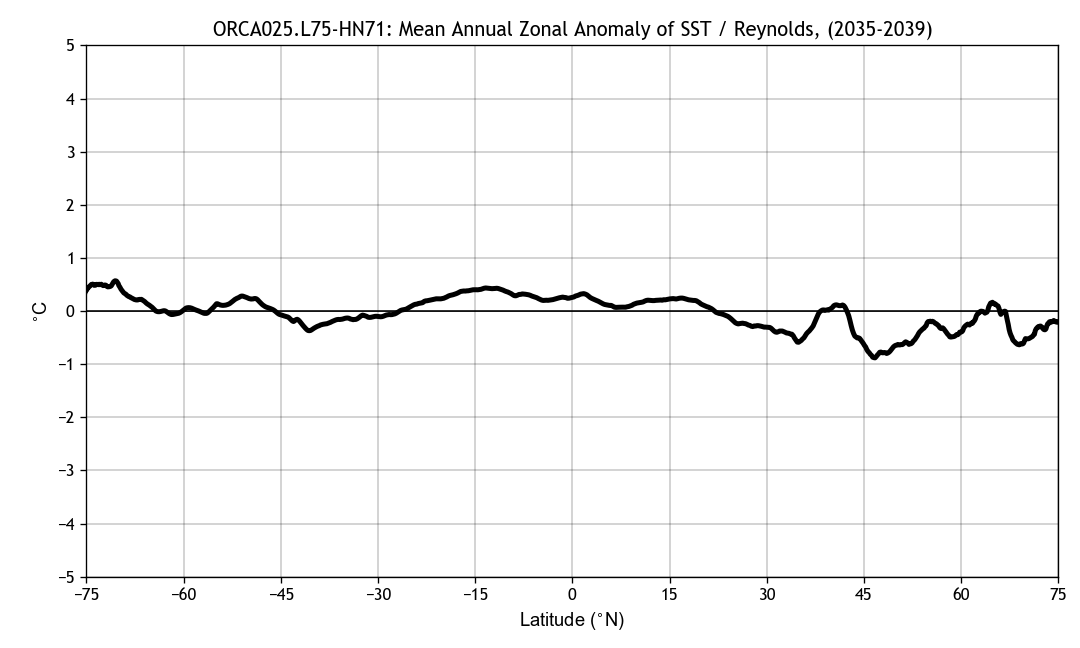 ORCA025.L75-HN71: Mean Annual Zonal Anomaly of SST / Reynolds, (2035-2039)
5
4
3
2
1
0
−1
−2
−3
−4
−5
°C
−75 −60 −45 −30 −15 0 15 30 45 60 75
Latitude (°N)